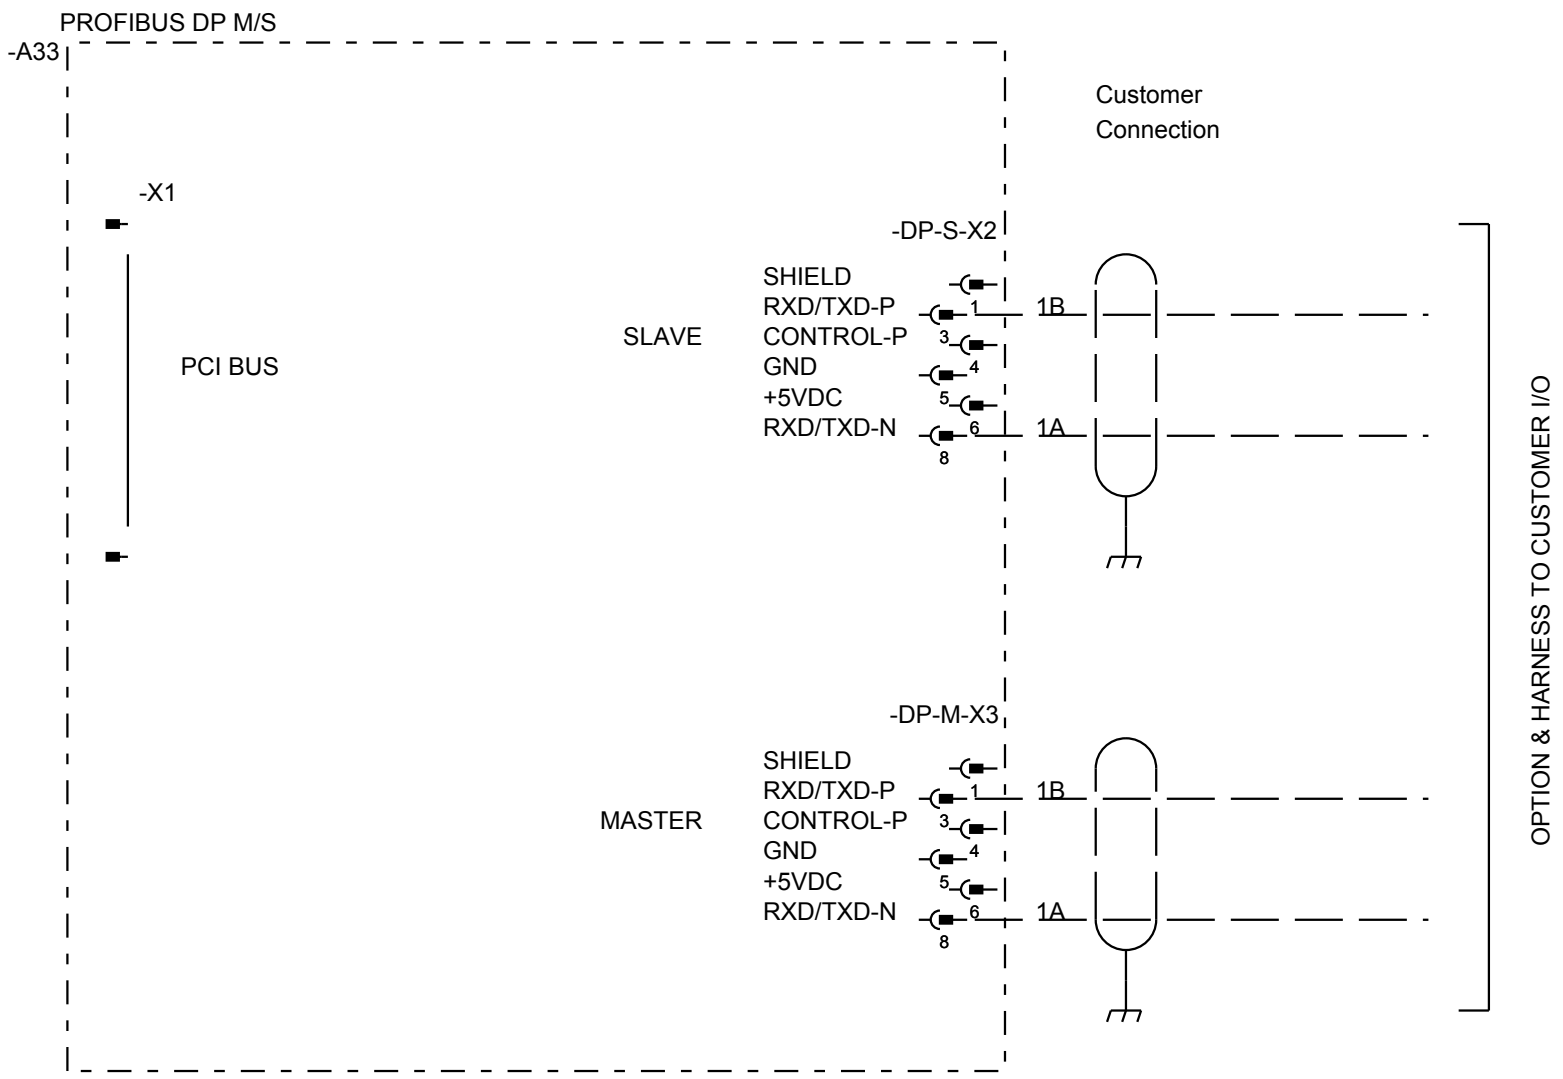 PROFIBUS DP M/S
-A33
Customer
Connection
-X1
PCI BUS
-DP-S-X2
SLAVE
SHIELD
1
RXD/TXD-P
3
1B
CONTROL-P
4
GND
5
+5VDC
6
RXD/TXD-N
8
1A
-DP-M-X3
MASTER
SHIELD
1
RXD/TXD-P
3
1B
CONTROL-P
4
GND
5
+5VDC
6
RXD/TXD-N
8
1A
OPTION & HARNESS TO CUSTOMER I/O